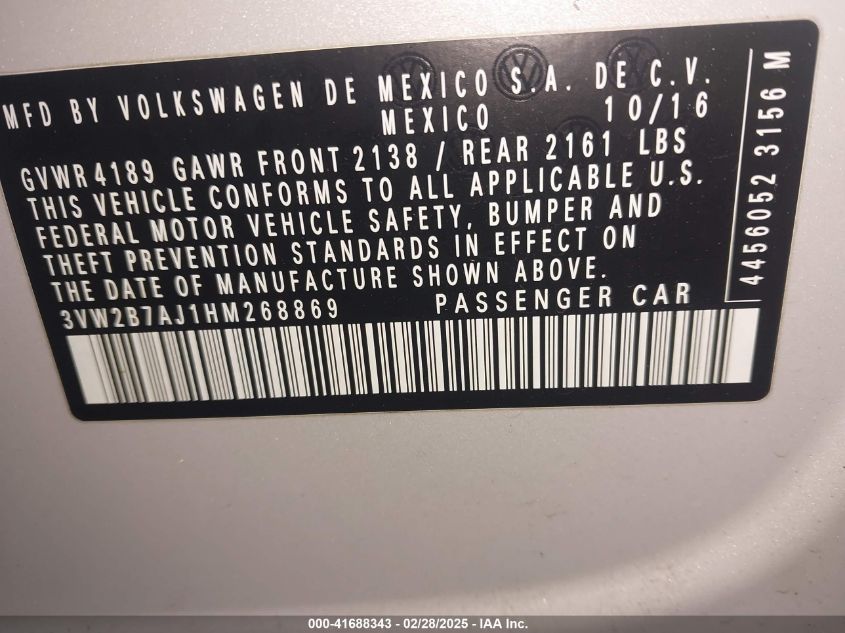 MFD BY VOLKSWAGEN DE MEXICO S.A. DE C.V.
MEXICO 10/16
GVWR 4189 GAWR FRONT 2138 / REAR 2161 LBS
THIS VEHICLE CONFORMS TO ALL APPLICABLE U.S.
FEDERAL MOTOR VEHICLE SAFETY, BUMPER AND
THEFT PREVENTION STANDARDS IN EFFECT ON
THE DATE OF MANUFACTURE SHOWN ABOVE.
3VW2B7AJ1HM268869 PASSENGER CAR
4456052 3156 M
000-41688343 - 02/28/2025 - IAA Inc.